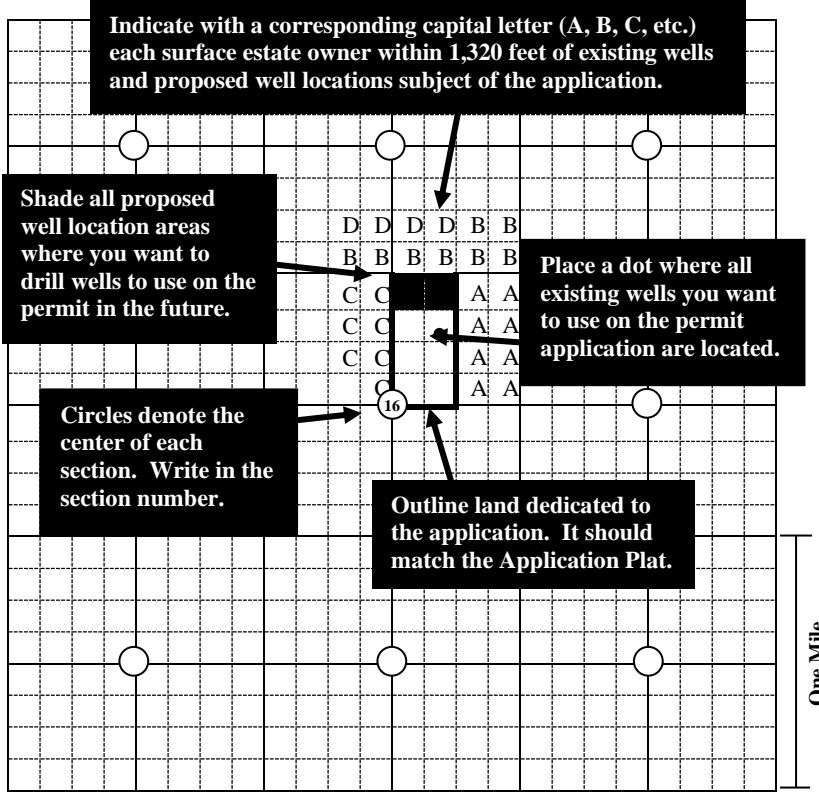 Indicate with a corresponding capital letter (A, B, C, etc.)
each surface estate owner within 1,320 feet of existing wells
and proposed well locations subject of the application.
Shade all proposed
well location areas
where you want to
drill wells to use on the
permit in the future.
D D D D B B
B B B B B B
Place a dot where all
existing wells you want
to use on the permit
application are located.
C C A A
C C A A
C C A A
C A A
16
Circles denote the
center of each
section. Write in the
section number.
Outline land dedicated to
the application. It should
match the Application Plat.
One Mile